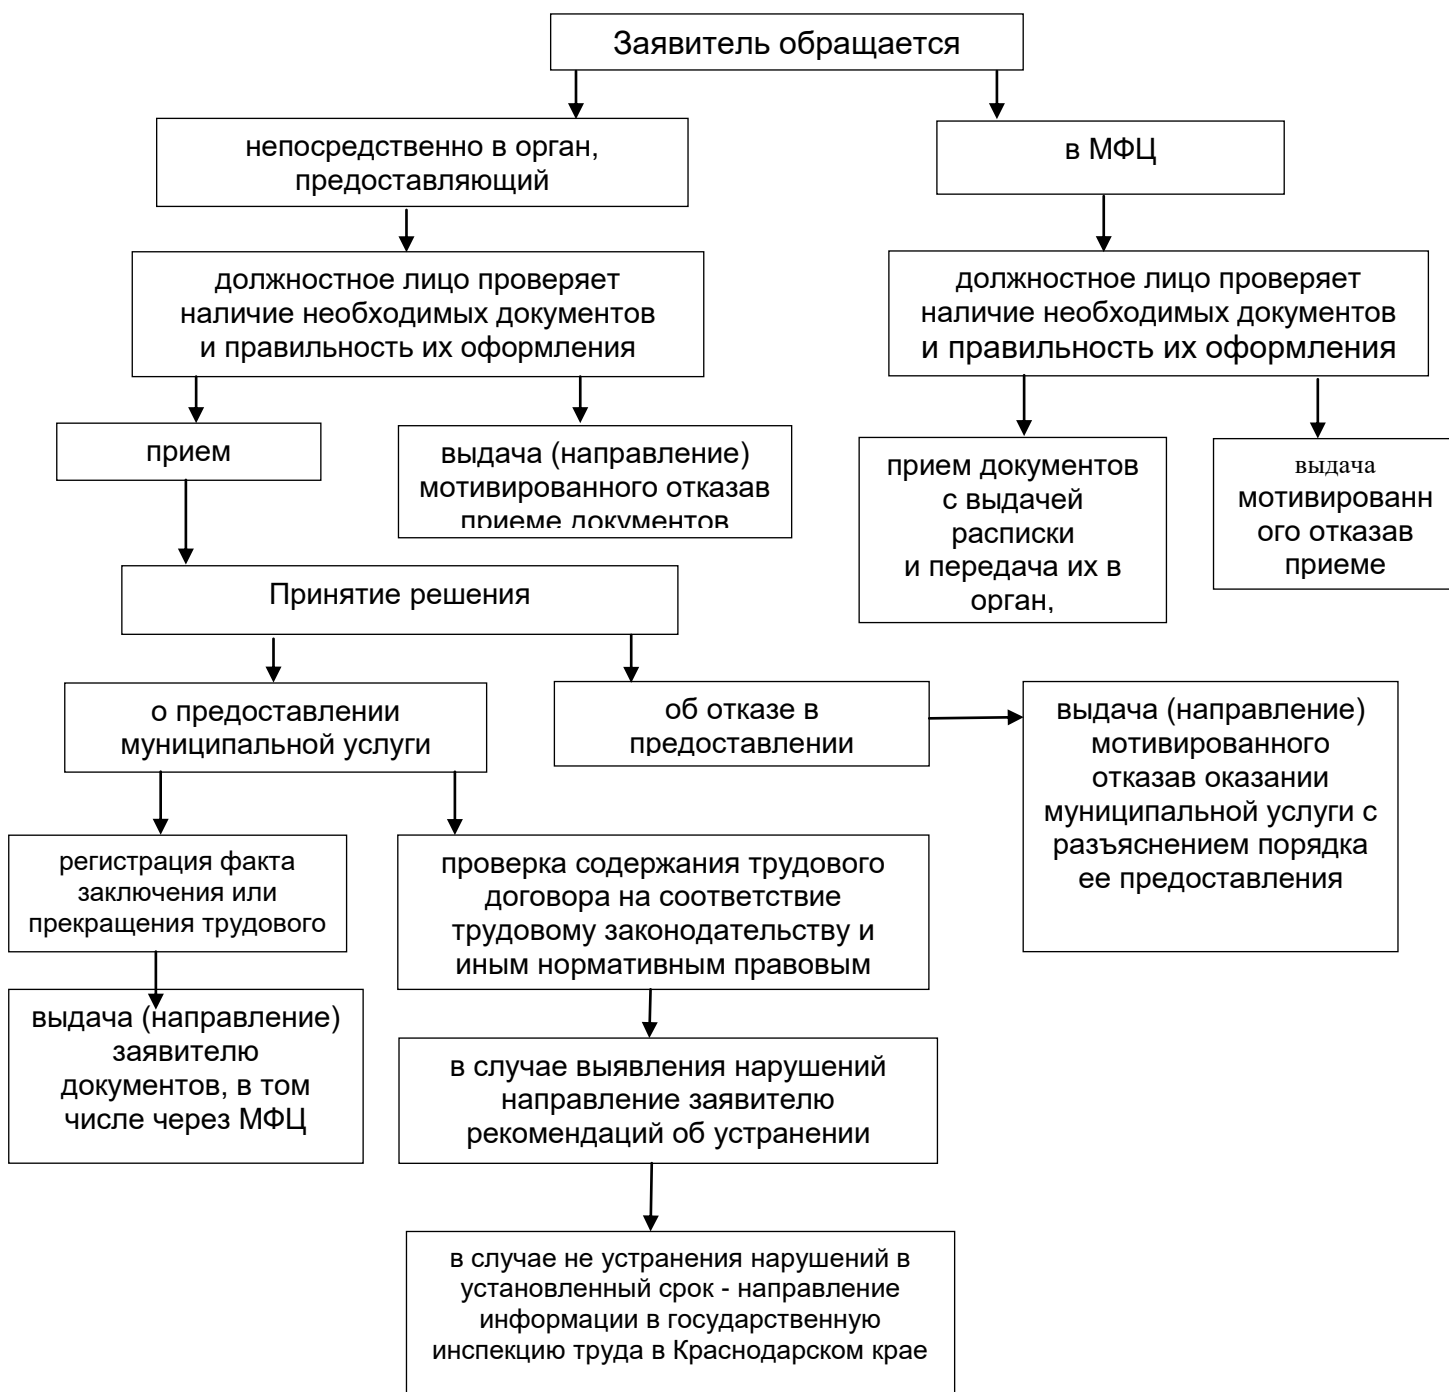 Заявитель обращается
непосредственно в орган,
предоставляющий
в МФЦ
должностное лицо проверяет
наличие необходимых документов
и правильность их оформления
должностное лицо проверяет
наличие необходимых документов
и правильность их оформления
прием
выдача (направление)
мотивированного отказав
приеме документов
прием документов
с выдачей
расписки
и передача их в
орган,
выдача
мотивированн
ого отказав
приеме
Принятие решения
о предоставлении
муниципальной услуги
об отказе в
предоставлении
выдача (направление)
мотивированного
отказав оказании
муниципальной услуги с
разъяснением порядка
ее предоставления
регистрация факта
заключения или
прекращения трудового
проверка содержания трудового
договора на соответствие
трудовому законодательству и
иным нормативным правовым
выдача (направление)
заявителю
документов, в том
числе через МФЦ
в случае выявления нарушений
направление заявителю
рекомендаций об устранении
в случае не устранения нарушений в
установленный срок - направление
информации в государственную
инспекцию труда в Краснодарском крае